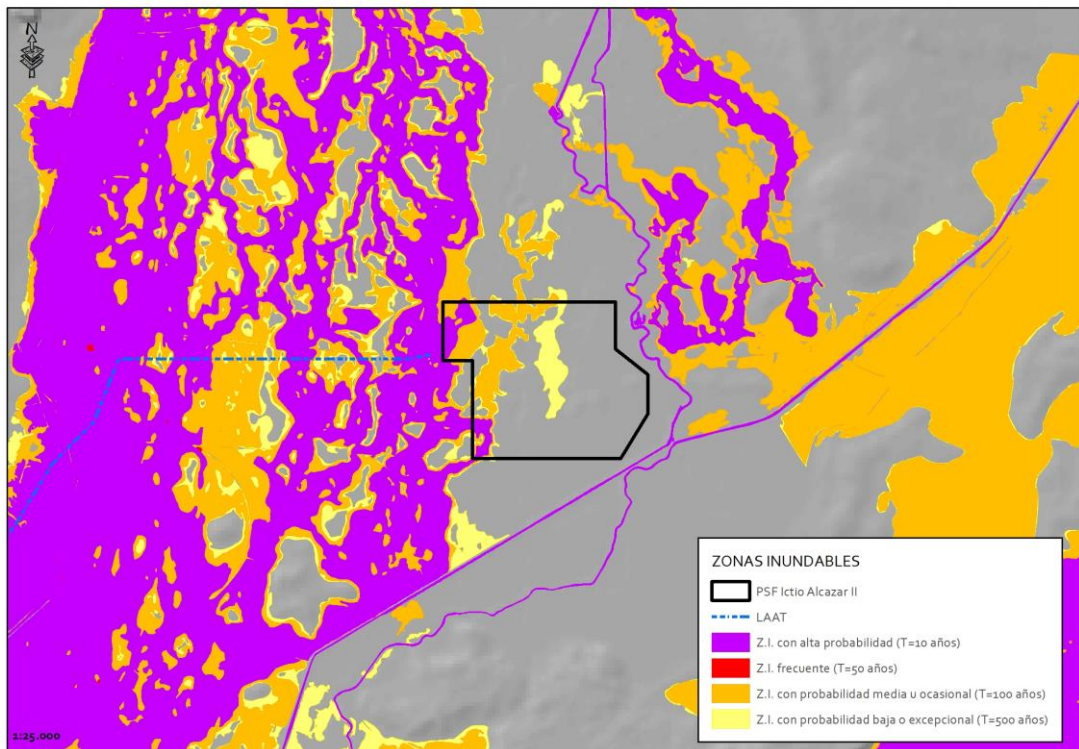 N
ZONAS INUNDABLES
PSF Ictio Alcazar II
LAAT
Z.I. con alta probabilidad (T=10 años)
Z.I. frecuente (T=50 años)
Z.I. con probabilidad media u ocasional (T=100 años)
Z.I. con probabilidad baja o excepcional (T=500 años)
1:25.000